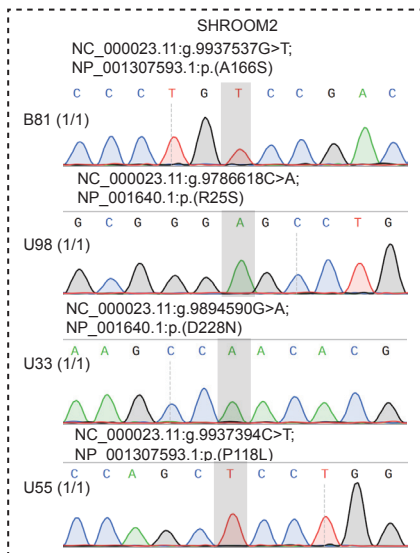 SHROOM2
NC_000023.11:g.9937537G>T;
NP_001307593.1:p.(A166S)
C C C T G T C C G A C
B81 (1/1)
NC_000023.11:g.9786618C>A;
NP_001640.1:p.(R25S)
G C G G G A G C C T G
U98 (1/1)
NC_000023.11:g.9894590G>A;
NP_001640.1:p.(D228N)
A A G C C A A C A C G
U33 (1/1)
NC_000023.11:g.9937394C>T;
NP_001307593.1:p.(P118L)
C C A G C T C C T G G
U55 (1/1)